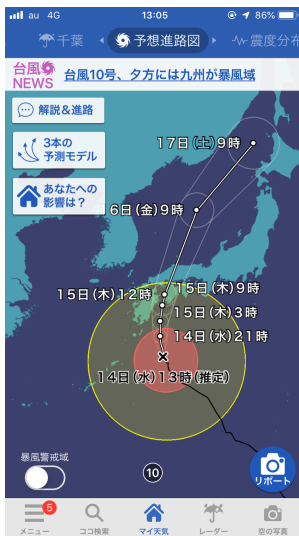 au 4G
13:05
86%
千葉
予想進路図
震度分布
台風
NEWS
台風10号、夕方には九州が暴風域
解説&進路
3本の
予測モデル
あなたへの
影響は？
17日(土)9時
6日(金)9時
15日(木)12時
15日(木)9時
15日(木)3時
14日(水)21時
14日(水)13時(推定)
暴風警戒域
10
リポート
5
メニュー
ココ検索
マイ天気
レーダー
空の写真